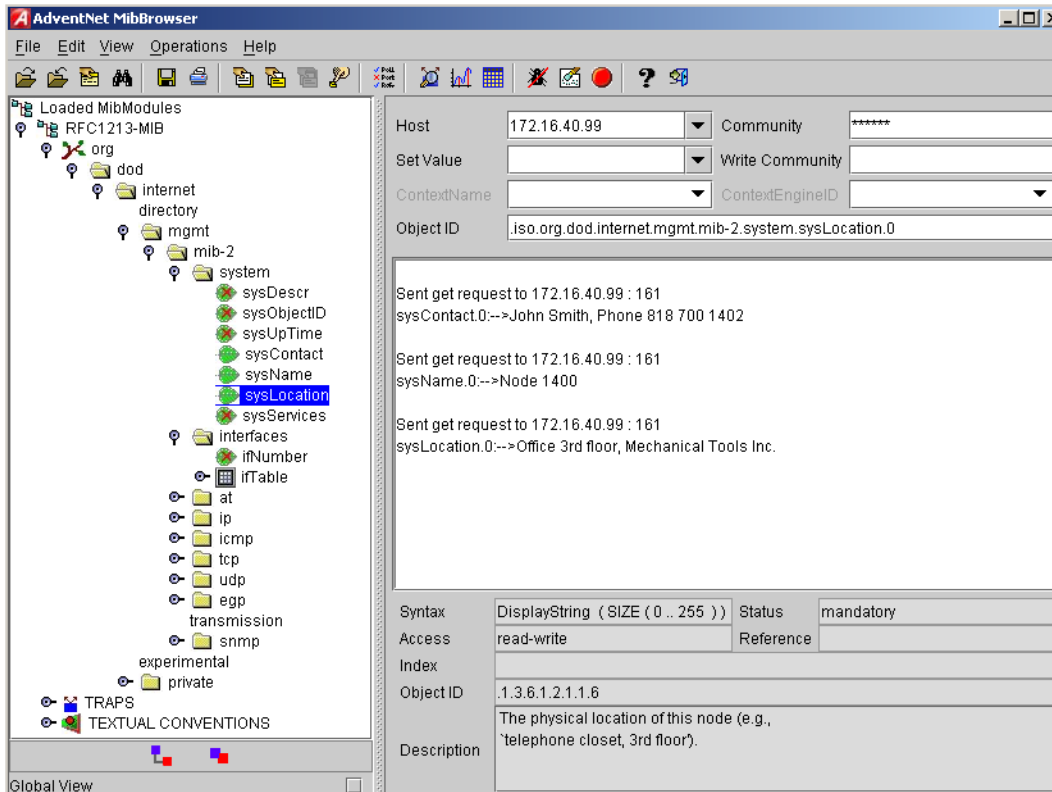 AdventNet MibBrowser
File Edit View Operations Help
Loaded MibModules
RFC1213-MIB
org
dod
internet
directory
mgmt
mib-2
system
sysDescr
sysObjectID
sysUpTime
sysContact
sysName
sysLocation
sysServices
interfaces
ifNumber
ifTable
at
ip
icmp
tcp
udp
egp
transmission
snmp
experimental
private
TRAPS
TEXTUAL CONVENTIONS
Global View
Host 172.16.40.99 Community ******
Set Value Write Community
ContextName ContextEngineID
Object ID .iso.org.dod.internet.mgmt.mib-2.system.sysLocation.0
Sent get request to 172.16.40.99 : 161
sysContact.0:-->John Smith, Phone 818 700 1402
Sent get request to 172.16.40.99 : 161
sysName.0:-->Node 1400
Sent get request to 172.16.40.99 : 161
sysLocation.0:-->Office 3rd floor, Mechanical Tools Inc.
Syntax DisplayString ( SIZE ( 0 .. 255 ) ) Status mandatory
Access read-write Reference
Index
Object ID .1.3.6.1.2.1.1.6
Description The physical location of this node (e.g.,
`telephone closet, 3rd floor').